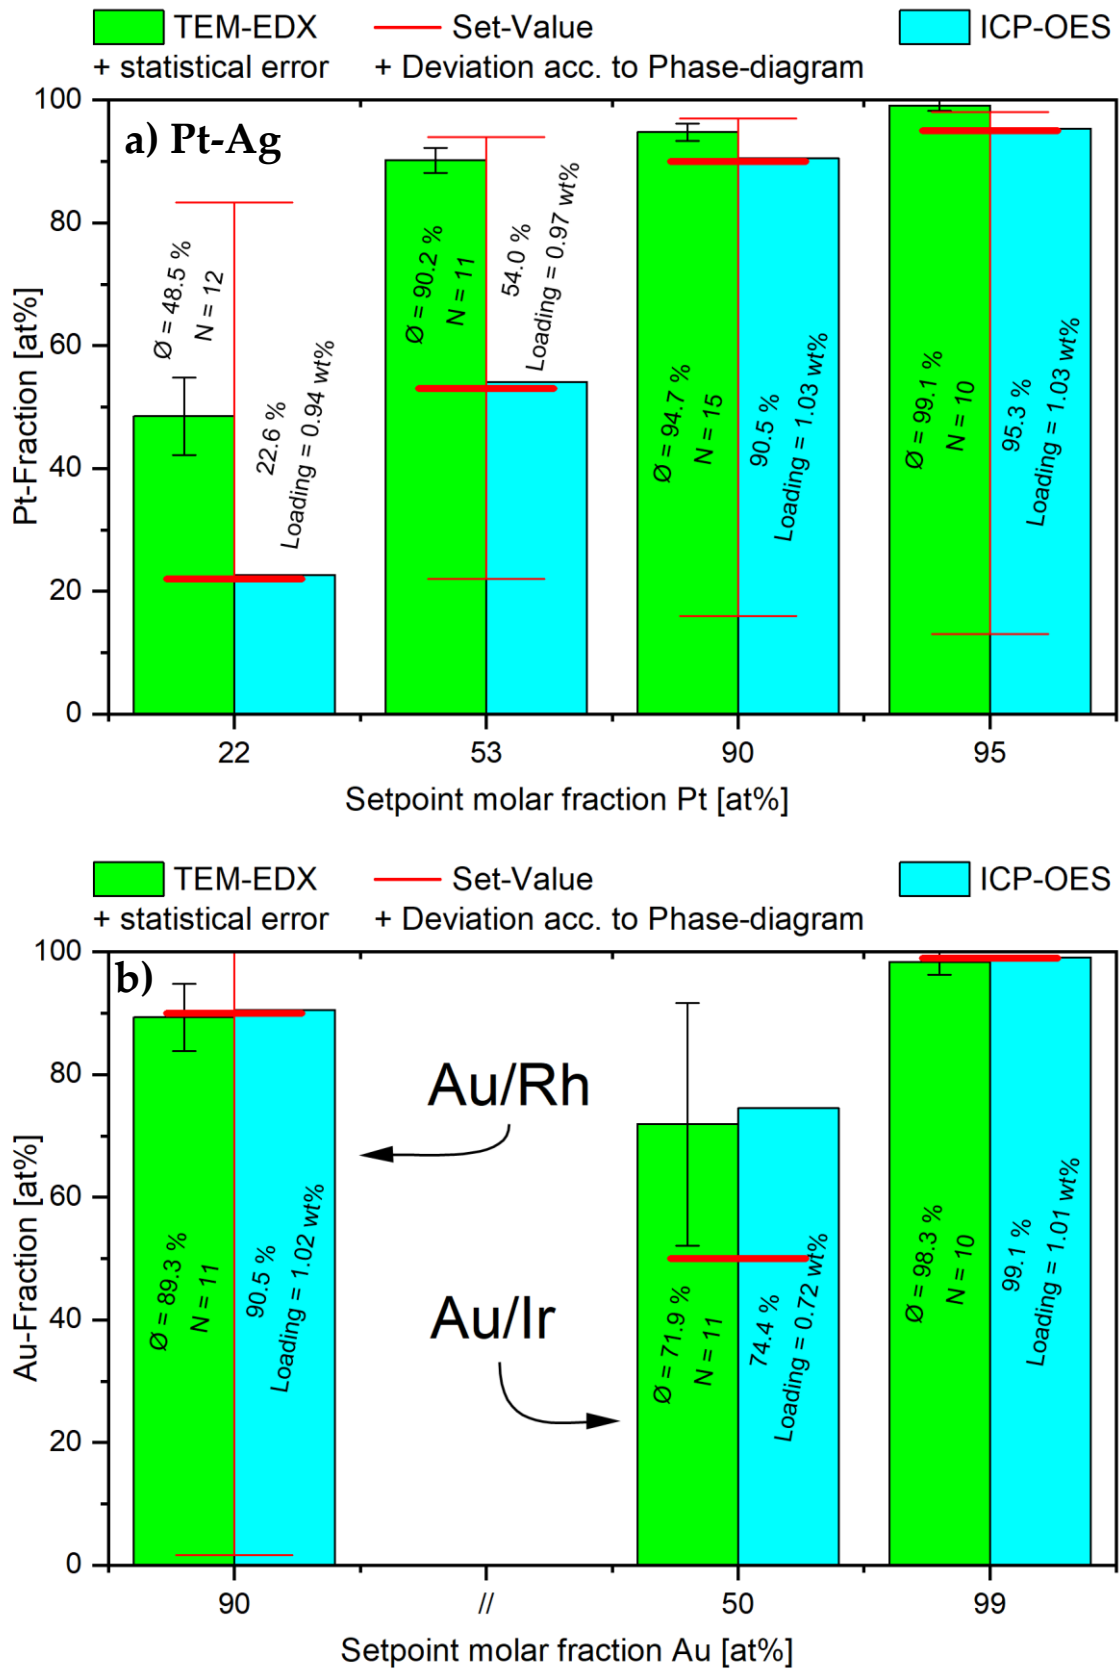 TEM-EDX
Set-Value
ICP-OES
+ statistical error
+ Deviation acc. to Phase-diagram
a) Pt-Ag
Pt-Fraction [at%]
100
80
60
40
20
0
Ø = 48.5 %
N = 12
22.6 %
Loading = 0.94 wt%
Ø = 90.2 %
N = 11
54.0 %
Loading = 0.97 wt%
Ø = 94.7 %
N = 15
90.5 %
Loading = 1.03 wt%
Ø = 99.1 %
N = 10
95.3 %
Loading = 1.03 wt%
22
53
90
95
Setpoint molar fraction Pt [at%]
TEM-EDX
Set-Value
ICP-OES
+ statistical error
+ Deviation acc. to Phase-diagram
b)
Au-Fraction [at%]
100
80
60
40
20
0
Au/Rh
Au/Ir
Ø = 89.3 %
N = 11
90.5 %
Loading = 1.02 wt%
Ø = 71.9 %
N = 11
74.4 %
Loading = 0.72 wt%
Ø = 98.3 %
N = 10
99.1 %
Loading = 1.01 wt%
90
//
50
99
Setpoint molar fraction Au [at%]